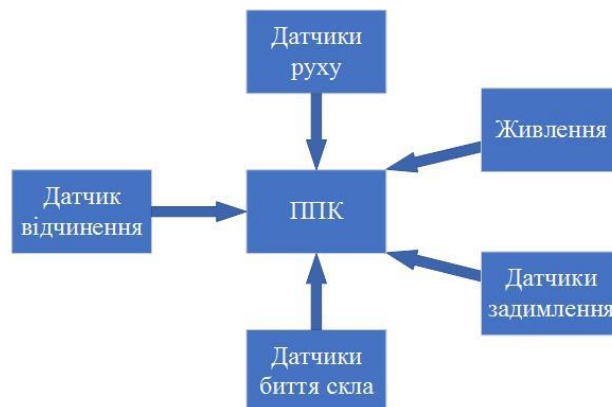 Датчики
руху
Живлення
Датчик
відчинення
ППК
Датчики
задимлення
Датчики
биття скла